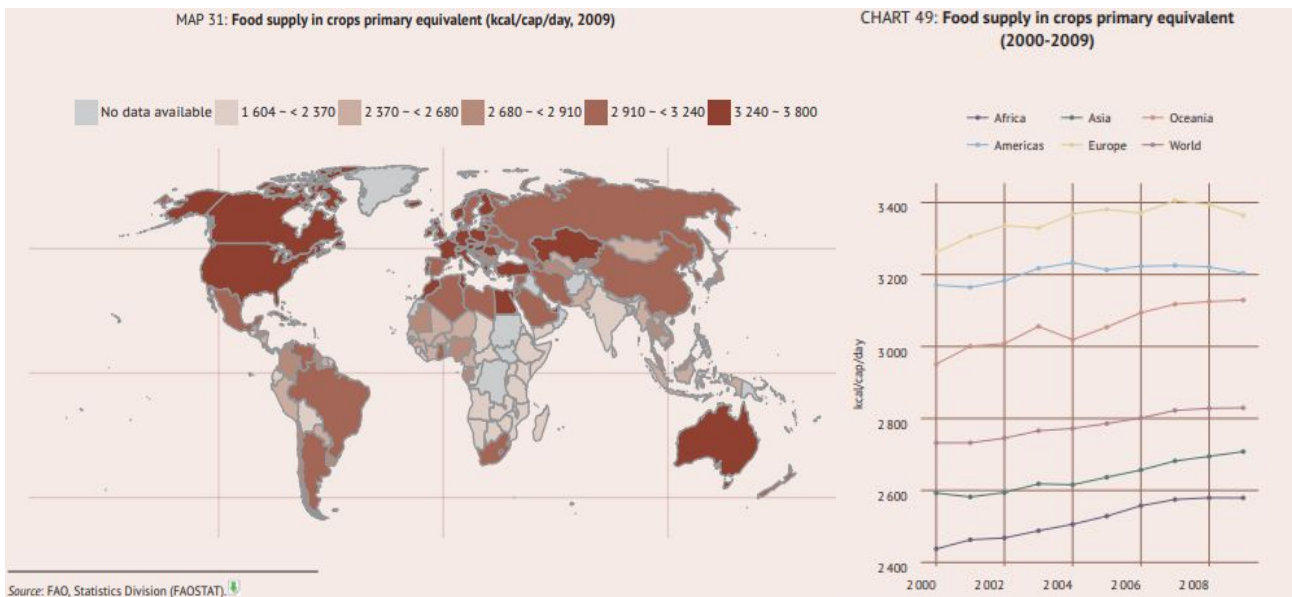 MAP 31: Food supply in crops primary equivalent (kcal/cap/day, 2009)
No data available
1 604 – < 2 370
2 370 – < 2 680
2 680 – < 2 910
2 910 – < 3 240
3 240 – 3 800
Source: FAO, Statistics Division (FAOSTAT).
CHART 49: Food supply in crops primary equivalent
(2000-2009)
Africa
Asia
Oceania
Americas
Europe
World
kcal/cap/day
3 400
3 200
3 000
2 800
2 600
2 400
2 000
2 002
2 004
2 006
2 008